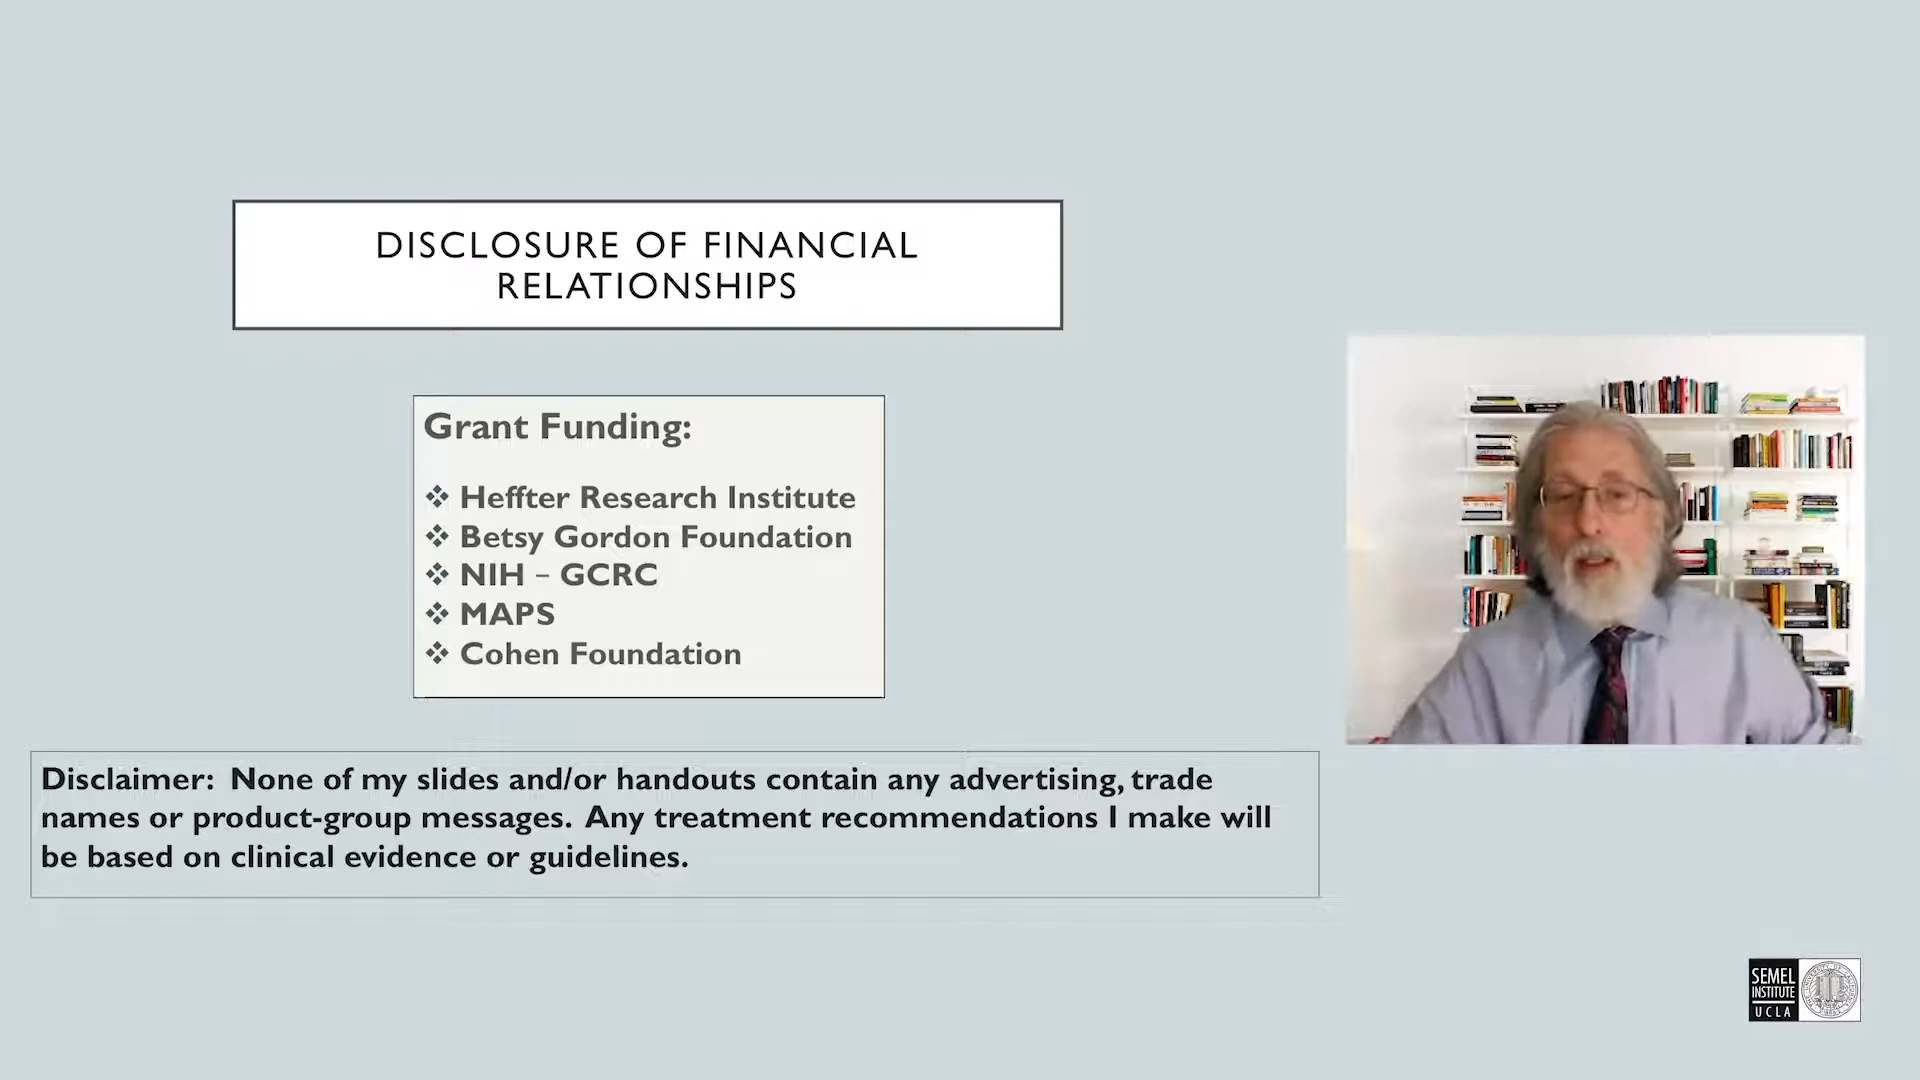 DISCLOSURE OF FINANCIAL
RELATIONSHIPS
Grant Funding:
❖ Heffter Research Institute
❖ Betsy Gordon Foundation
❖ NIH – GCRC
❖ MAPS
❖ Cohen Foundation
Disclaimer: None of my slides and/or handouts contain any advertising, trade
names or product-group messages. Any treatment recommendations I make will
be based on clinical evidence or guidelines.
SEMEL
INSTITUTE
UCLA